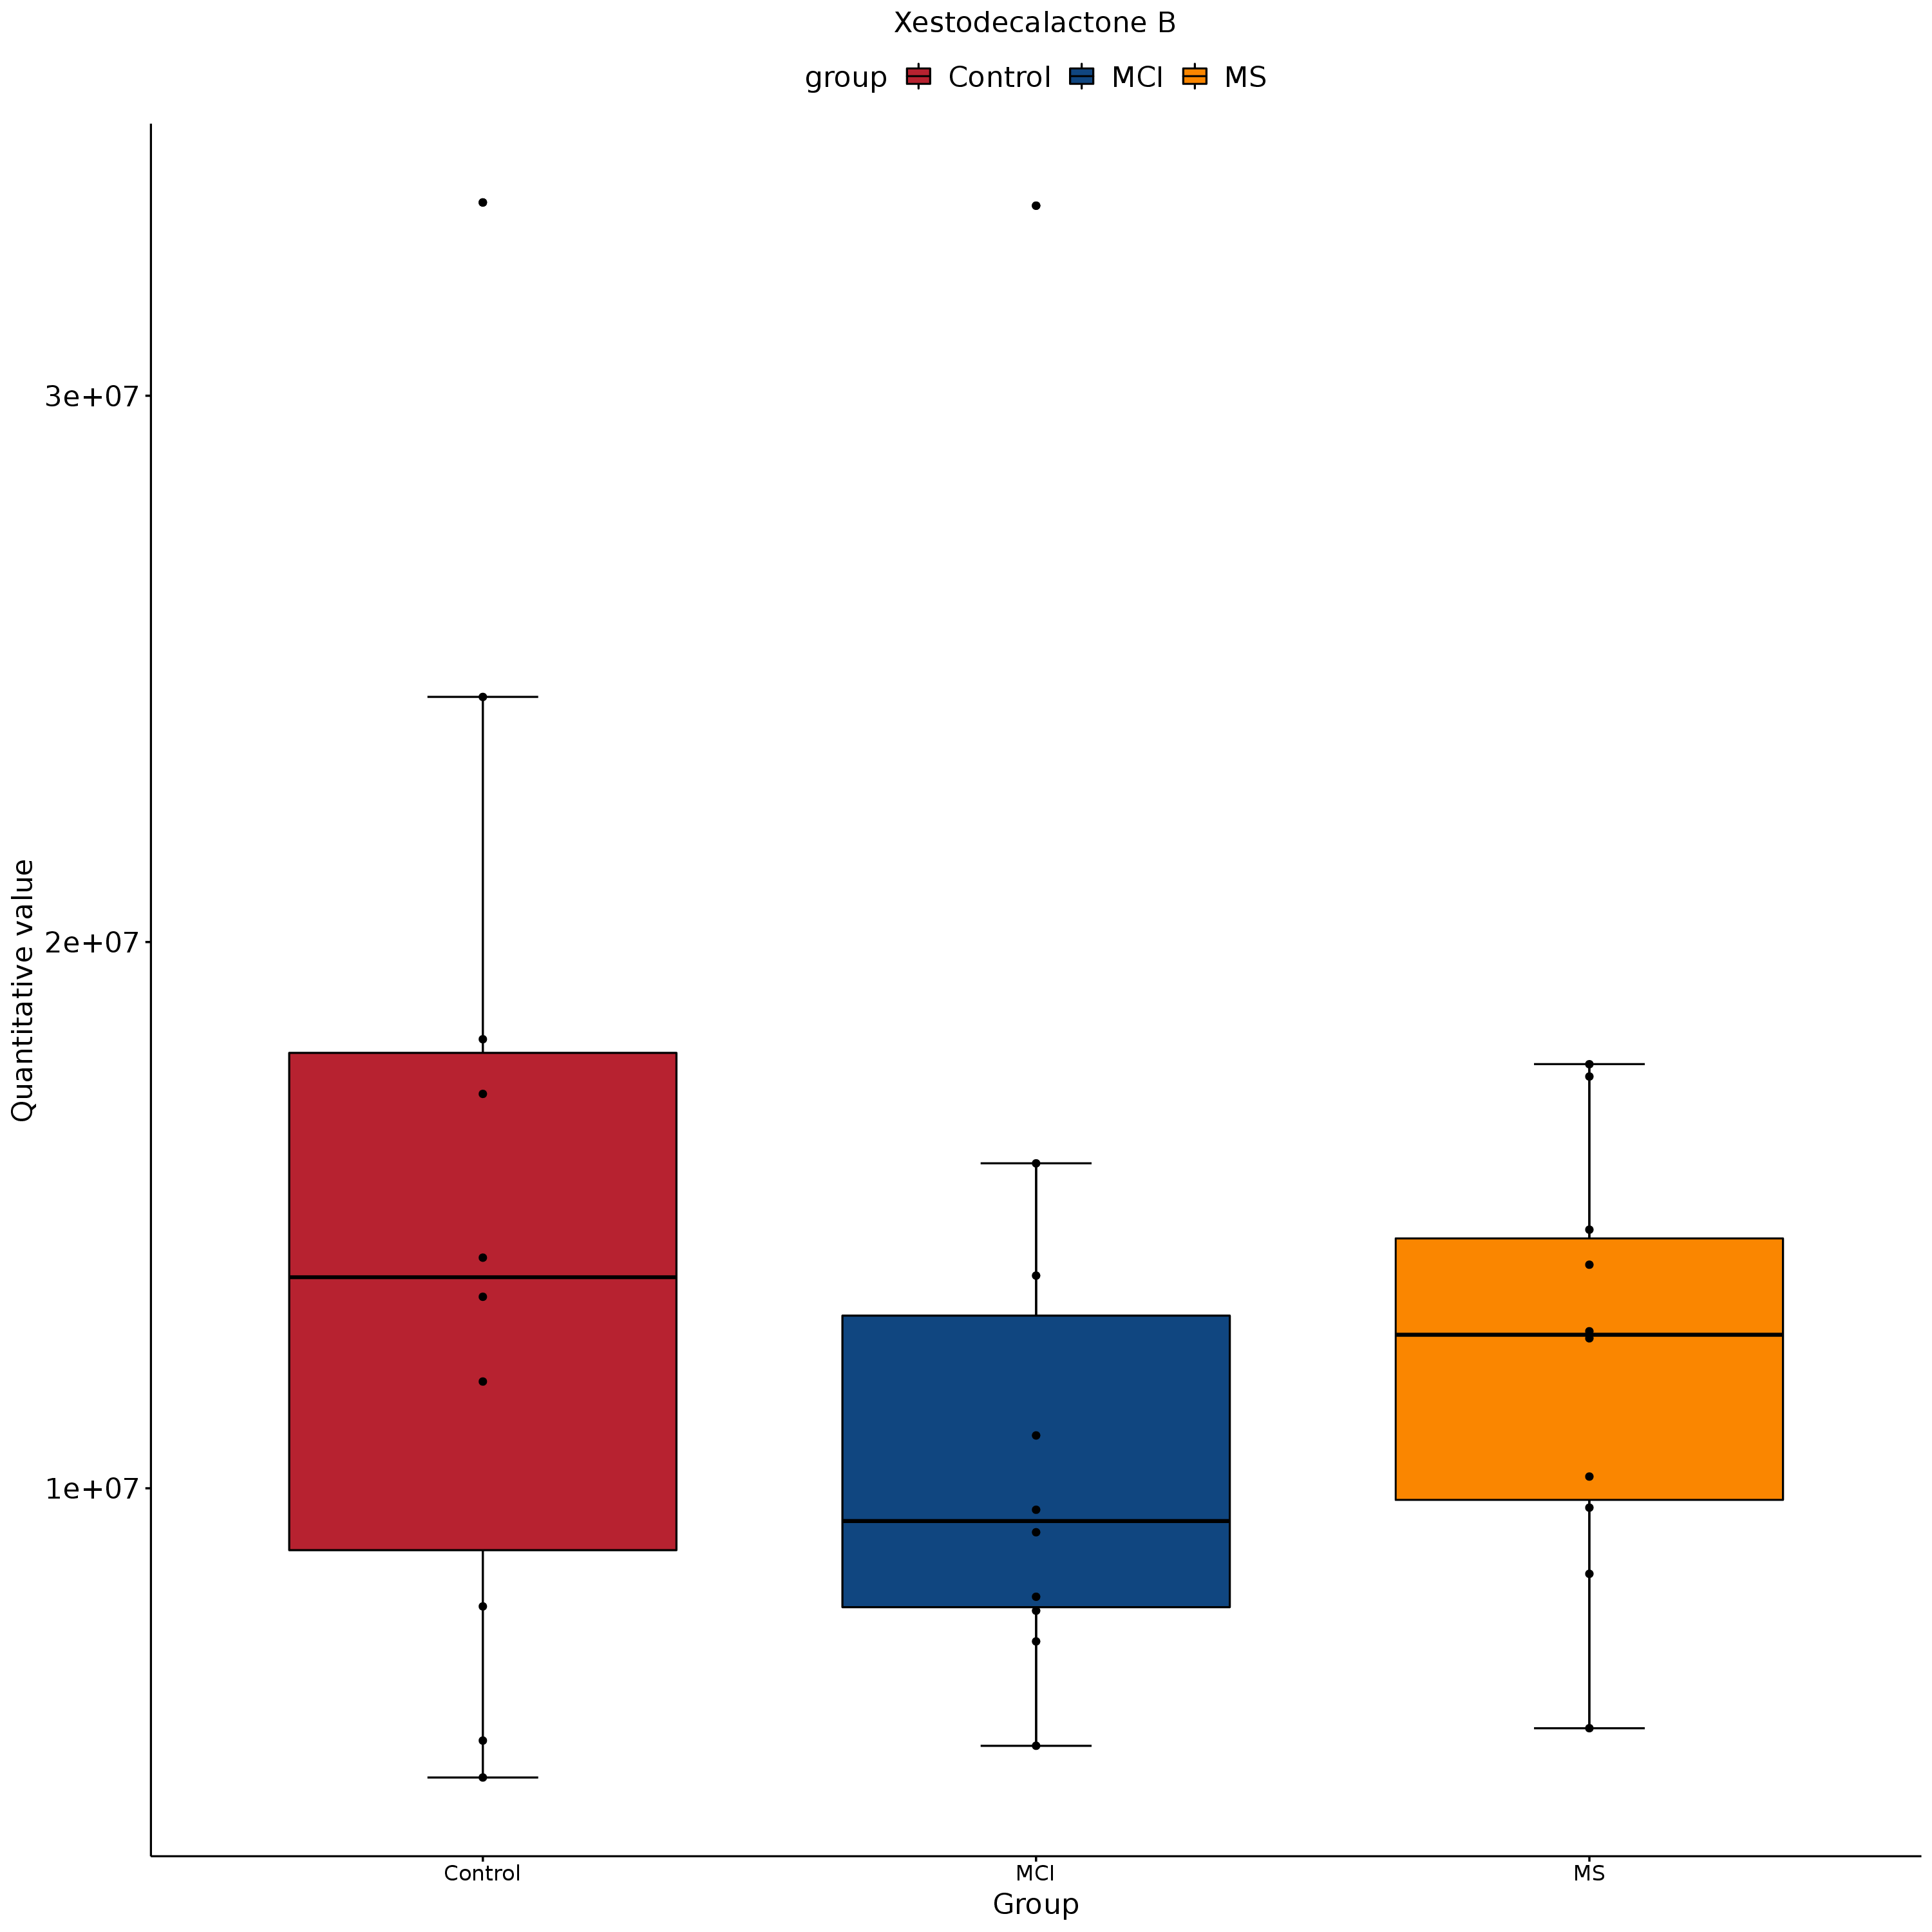 Xestodecalactone B
group Control MCI MS
3e+07
2e+07
1e+07
Quantitative value
Control MCI MS
Group